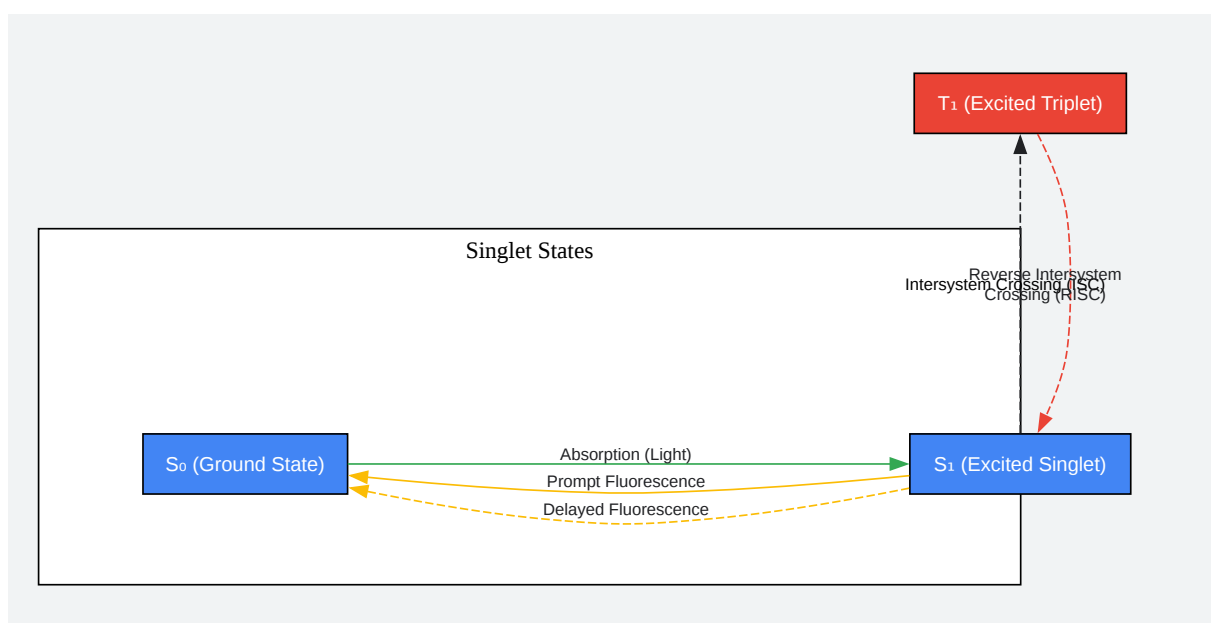 T₁ (Excited Triplet)
Singlet States
Reverse Intersystem
Crossing (RISC)
Intersystem Crossing (ISC)
S₀ (Ground State)
Absorption (Light)
Prompt Fluorescence
Delayed Fluorescence
S₁ (Excited Singlet)